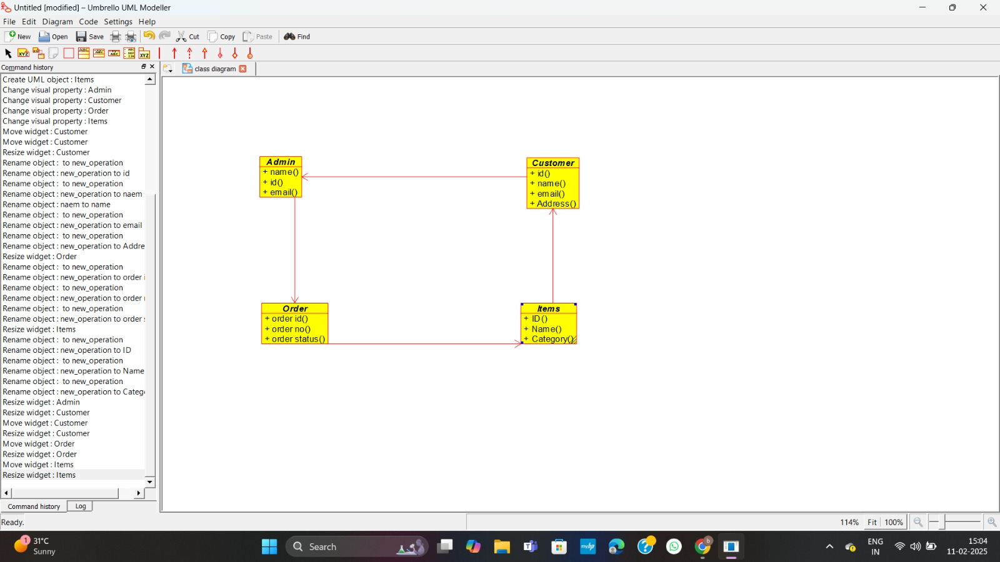 Untitled [modified] – Umbrello UML Modeller
File Edit Diagram Code Settings Help
New Open Save Cut Copy Paste Find
XYZ XYZ
Command history
class diagram
Create UML object : Items
Change visual property : Admin
Change visual property : Customer
Change visual property : Order
Change visual property : Items
Move widget : Customer
Move widget : Customer
Resize widget : Customer
Rename object : to new_operation
Rename object : new_operation to id
Rename object : to new_operation
Rename object : new_operation to naem
Rename object : naem to name
Rename object : to new_operation
Rename object : new_operation to email
Rename object : to new_operation
Rename object : new_operation to Addre
Resize widget : Order
Rename object : to new_operation
Rename object : new_operation to order i
Rename object : to new_operation
Rename object : new_operation to order
Rename object : to new_operation
Rename object : new_operation to order
Resize widget : Items
Rename object : to new_operation
Rename object : new_operation to ID
Rename object : to new_operation
Rename object : new_operation to Name
Rename object : to new_operation
Rename object : new_operation to Catego
Resize widget : Admin
Resize widget : Customer
Move widget : Customer
Resize widget : Customer
Move widget : Order
Resize widget : Order
Move widget : Items
Resize widget : Items
Command history Log
Admin
+ name()
+ id()
+ email()
Customer
+ id()
+ name()
+ email()
+ Address()
Order
+ order id()
+ order no()
+ order status()
Items
+ ID()
+ Name()
+ Category()
Ready.
114% Fit 100%
1
31°C
Sunny
Search
myhp
ENG
IN
15:04
11-02-2025